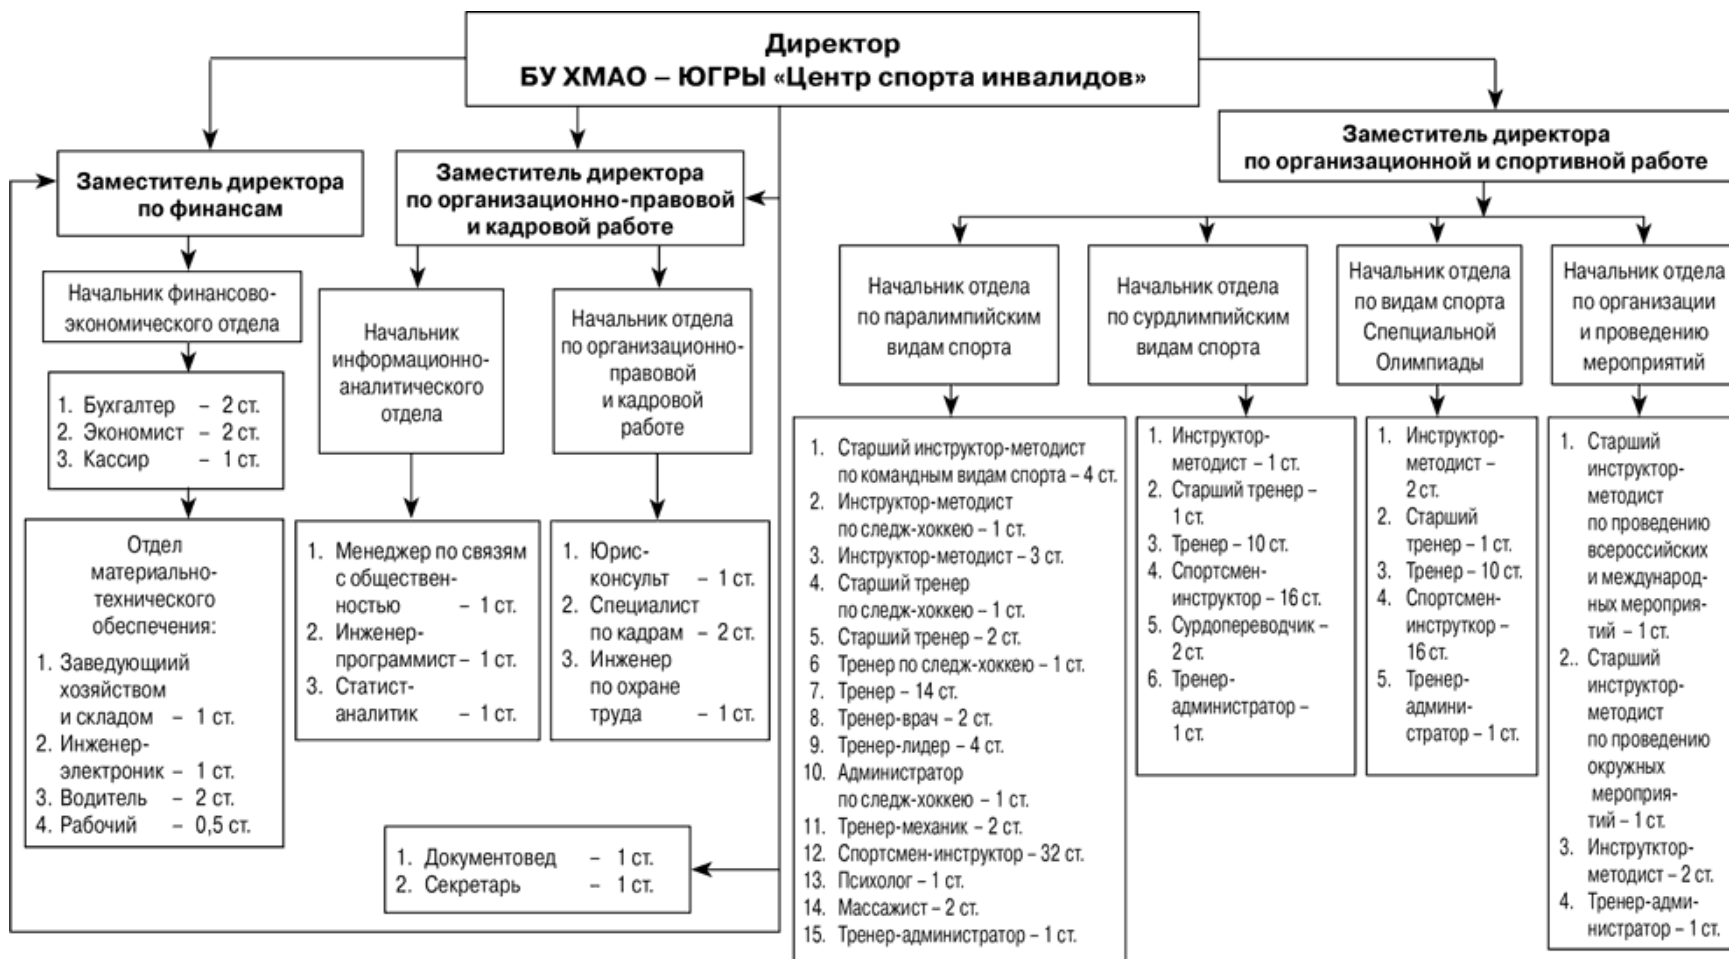 Директор
БУ ХМАО – ЮГРЫ «Центр спорта инвалидов»
Заместитель директора
по финансам
Заместитель директора
по организационно-правовой
и кадровой работе
Заместитель директора
по организационной и спортивной работе
Начальник финансово-
экономического отдела
1. Бухгалтер – 2 ст.
2. Экономист – 2 ст.
3. Кассир – 1 ст.
Отдел
материально-
технического
обеспечения:
1. Заведующиий
хозяйством
и складом – 1 ст.
2. Инженер-
электроник – 1 ст.
3. Водитель – 2 ст.
4. Рабочий – 0,5 ст.
Начальник
информационно-
аналитического
отдела
1. Менеджер по связям
с обществен-
ностью – 1 ст.
2. Инженер-
программист – 1 ст.
3. Статист-
аналитик – 1 ст.
Начальник отдела
по организационно-
правовой
и кадровой
работе
1. Юрис-
консульт – 1 ст.
2. Специалист
по кадрам – 2 ст.
3. Инженер
по охране
труда – 1 ст.
1. Документовед – 1 ст.
2. Секретарь – 1 ст.
Начальник отдела
по паралимпийским
видам спорта
1. Старший инструктор-методист
по командным видам спорта – 4 ст.
2. Инструктор-методист
по следж-хоккею – 1 ст.
3. Инструктор-методист – 3 ст.
4. Старший тренер
по следж-хоккею – 1 ст.
5. Старший тренер – 2 ст.
6 Тренер по следж-хоккею – 1 ст.
7. Тренер – 14 ст.
8. Тренер-врач – 2 ст.
9. Тренер-лидер – 4 ст.
10. Администратор
по следж-хоккею – 1 ст.
11. Тренер-механик – 2 ст.
12. Спортсмен-инструктор – 32 ст.
13. Психолог – 1 ст.
14. Массажист – 2 ст.
15. Тренер-администратор – 1 ст.
Начальник отдела
по сурдлимпийским
видам спорта
1. Инструктор-
методист – 1 ст.
2. Старший тренер –
1 ст.
3. Тренер – 10 ст.
4. Спортсмен-
инструктор – 16 ст.
5. Сурдопереводчик –
2 ст.
6. Тренер-
администратор –
1 ст.
Начальник отдела
по видам спорта
Спепциальной
Олимпиады
1. Инструктор-
методист –
2 ст.
2. Старший
тренер – 1 ст.
3. Тренер – 10 ст.
4. Спортсмен-
инструткор –
16 ст.
5. Тренер-
админи-
стратор – 1 ст.
Начальник отдела
по организации
и проведению
мероприятий
1. Старший
инструктор-
методист
по проведению
всероссийских
и международ-
ных мероприя-
тий – 1 ст.
2.. Старший
инструктор-
методист
по проведению
окружных
мероприя-
тий – 1 ст.
3. Инструтктор-
методист – 2 ст.
4. Тренер-адми-
нистратор – 1 ст.